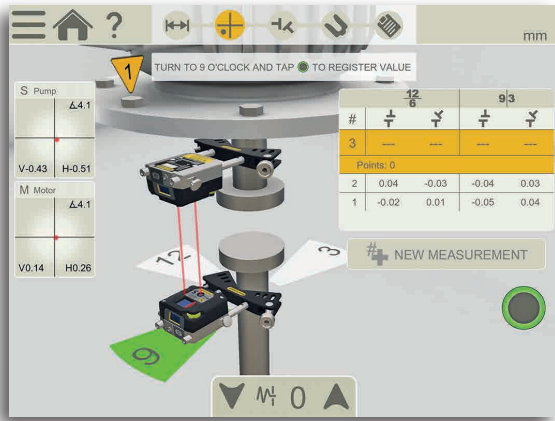 ?
mm
1
TURN TO 9 O'CLOCK AND TAP TO REGISTER VALUE
S Pump
∡4.1
V-0.43 H-0.51
M Motor
∡4.1
V0.14 H0.26
12 6 9 3
#
3 --- --- --- ---
Points: 0
2 0.04 -0.03 -0.04 0.03
1 -0.02 0.01 -0.05 0.04
# NEW MEASUREMENT
12 3
9
0